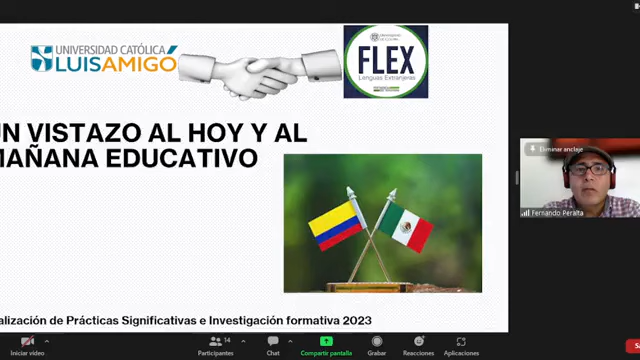 UNIVERSIDAD CATÓLICA
LUIS AMIGÓ
FLEX
Lenguas Extranjeras
UN VISTAZO AL HOY Y AL
MAÑANA EDUCATIVO
alización de Prácticas Significativas e Investigación formativa 2023
Eliminar anclaje
Fernando Peralta
Iniciar video
14
Participantes
Chat
Compartir pantalla
Grabar
Reacciones
Aplicaciones